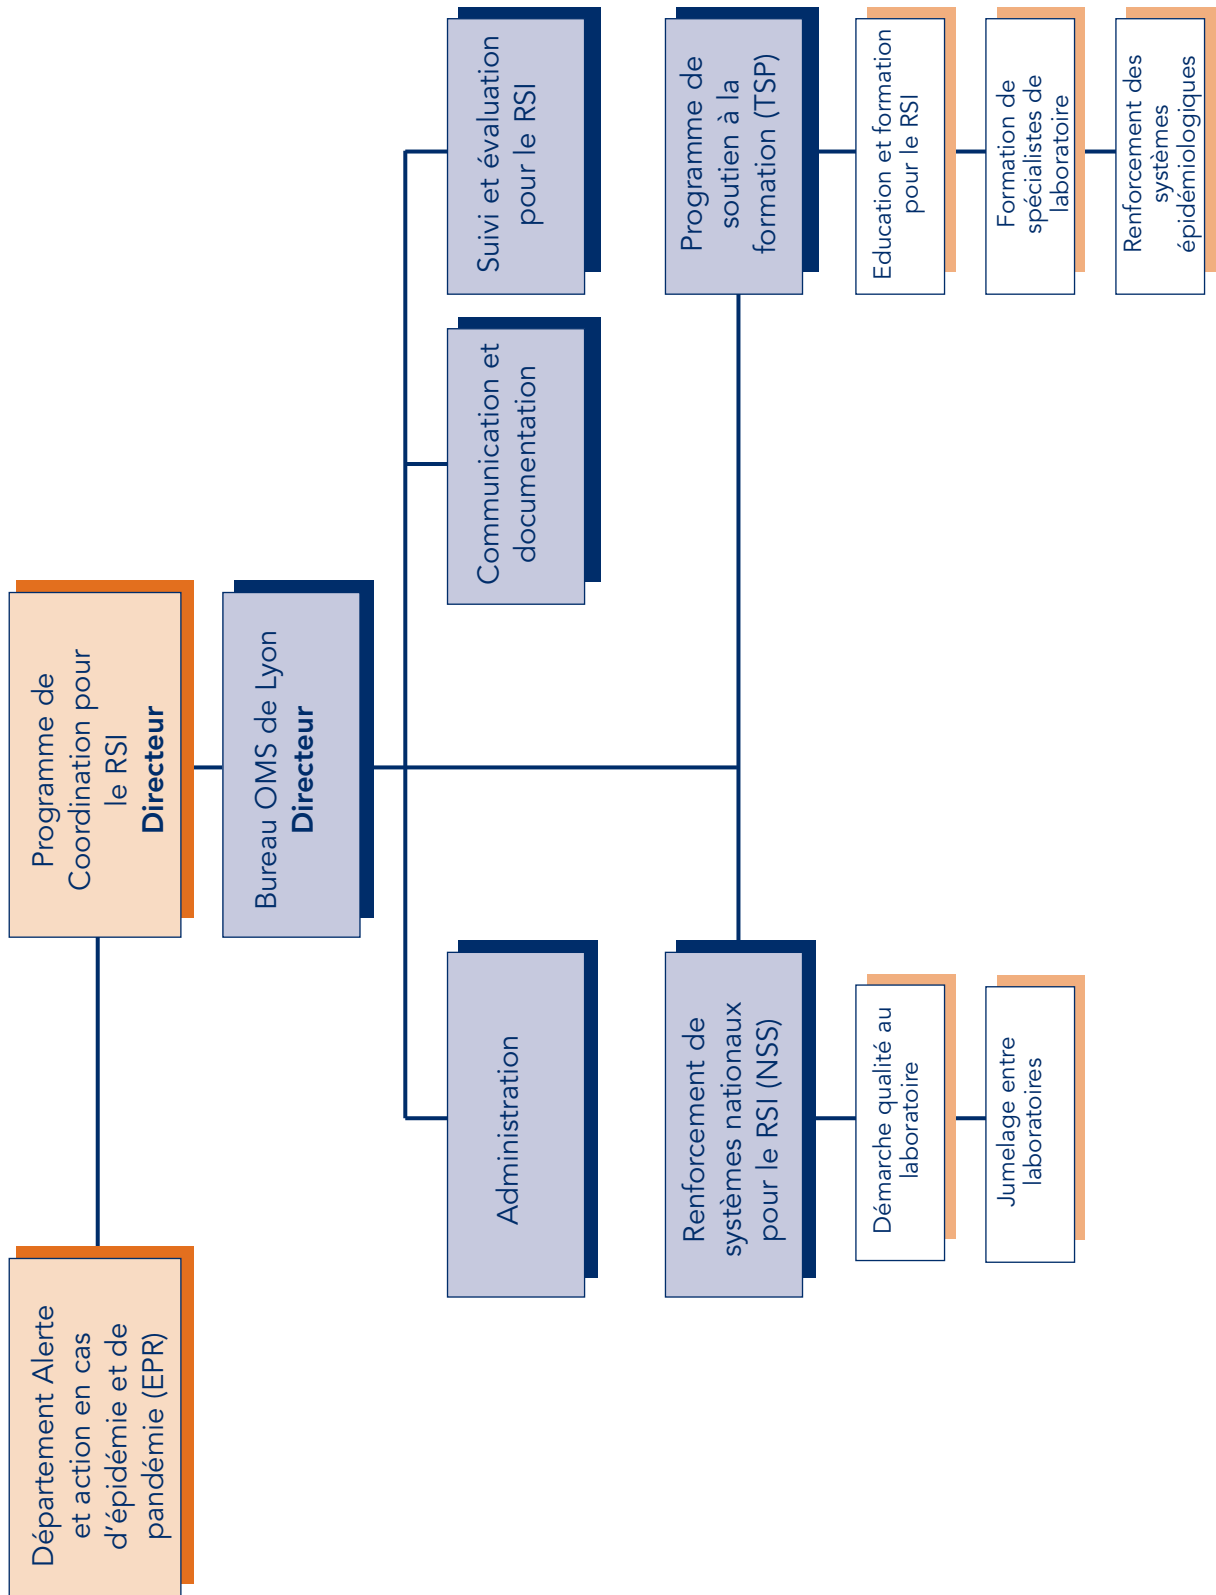 Département Alerte
et action en cas
d’épidémie et de
pandémie (EPR)
Programme de
Coordination pour
le RSI
Directeur
Bureau OMS de Lyon
Directeur
Administration
Communication et
documentation
Suivi et évaluation
pour le RSI
Renforcement de
systèmes nationaux
pour le RSI (NSS)
Démarche qualité au
laboratoire
Jumelage entre
laboratoires
Programme de
soutien à la
formation (TSP)
Education et formation
pour le RSI
Formation de
spécialistes de
laboratoire
Renforcement des
systèmes
épidémiologiques